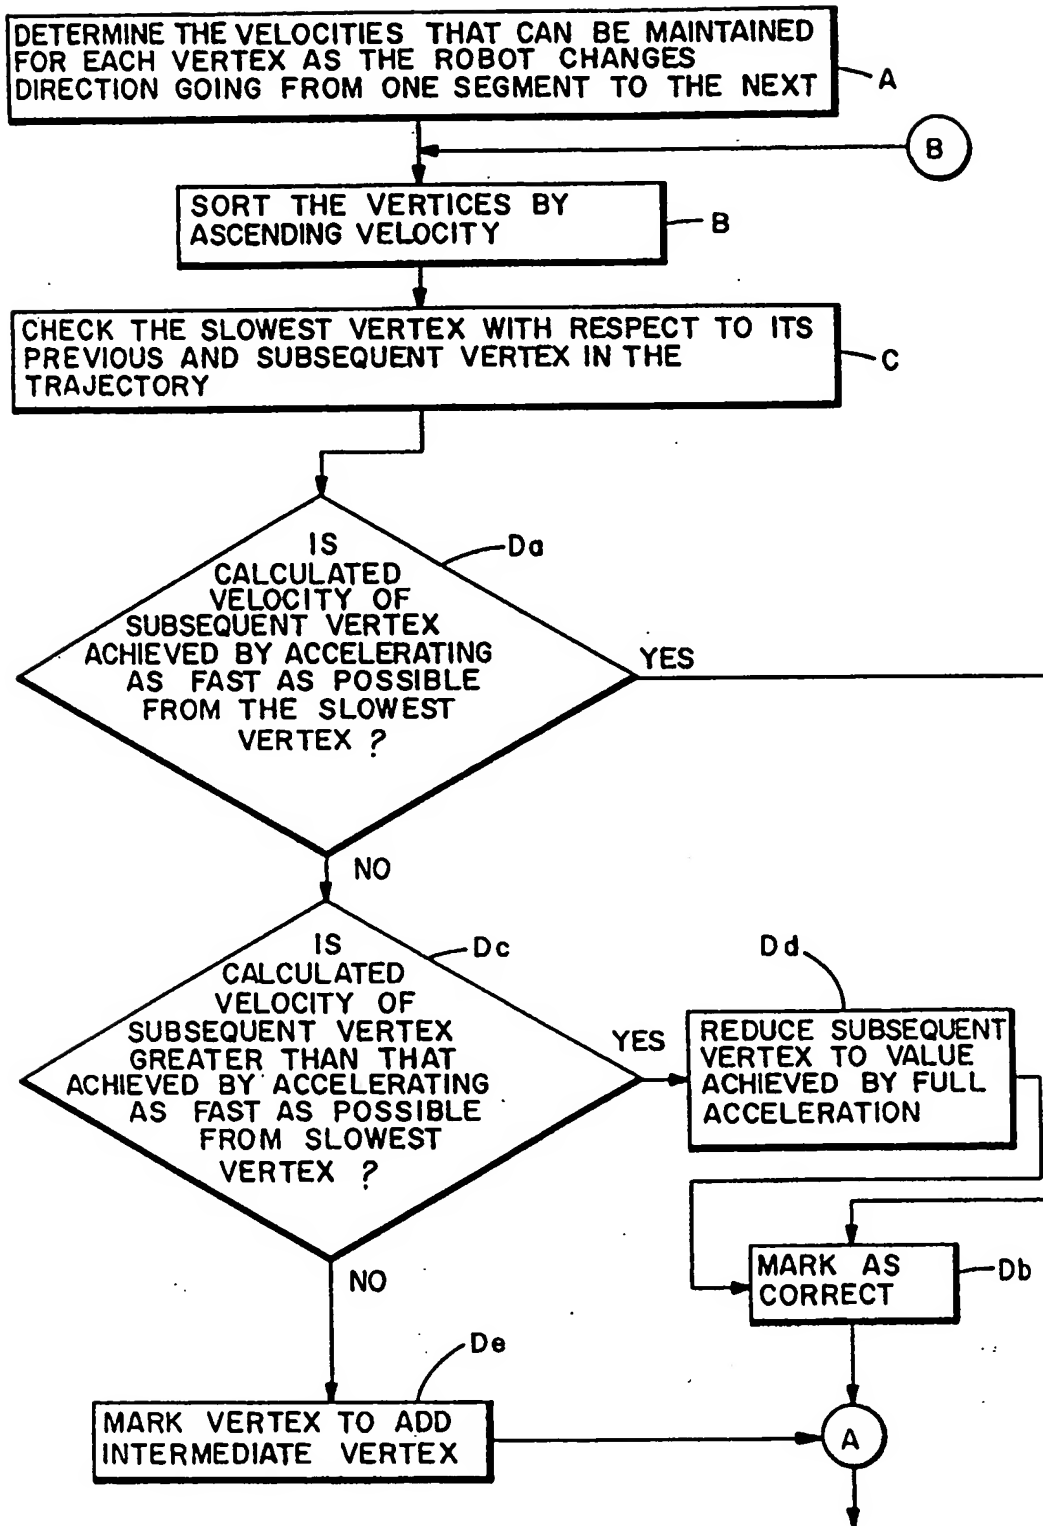 DETERMINE THE VELOCITIES THAT CAN BE MAINTAINED
FOR EACH VERTEX AS THE ROBOT CHANGES
DIRECTION GOING FROM ONE SEGMENT TO THE NEXT
A
B
SORT THE VERTICES BY
ASCENDING VELOCITY
B
CHECK THE SLOWEST VERTEX WITH RESPECT TO ITS
PREVIOUS AND SUBSEQUENT VERTEX IN THE
TRAJECTORY
C
IS
CALCULATED
VELOCITY OF
SUBSEQUENT VERTEX
ACHIEVED BY ACCELERATING
AS FAST AS POSSIBLE
FROM THE SLOWEST
VERTEX ?
Da
YES
NO
IS
CALCULATED
VELOCITY OF
SUBSEQUENT VERTEX
GREATER THAN THAT
ACHIEVED BY ACCELERATING
AS FAST AS POSSIBLE
FROM SLOWEST
VERTEX ?
Dc
YES
Dd
REDUCE SUBSEQUENT
VERTEX TO VALUE
ACHIEVED BY FULL
ACCELERATION
NO
MARK AS
CORRECT
Db
De
MARK VERTEX TO ADD
INTERMEDIATE VERTEX
A